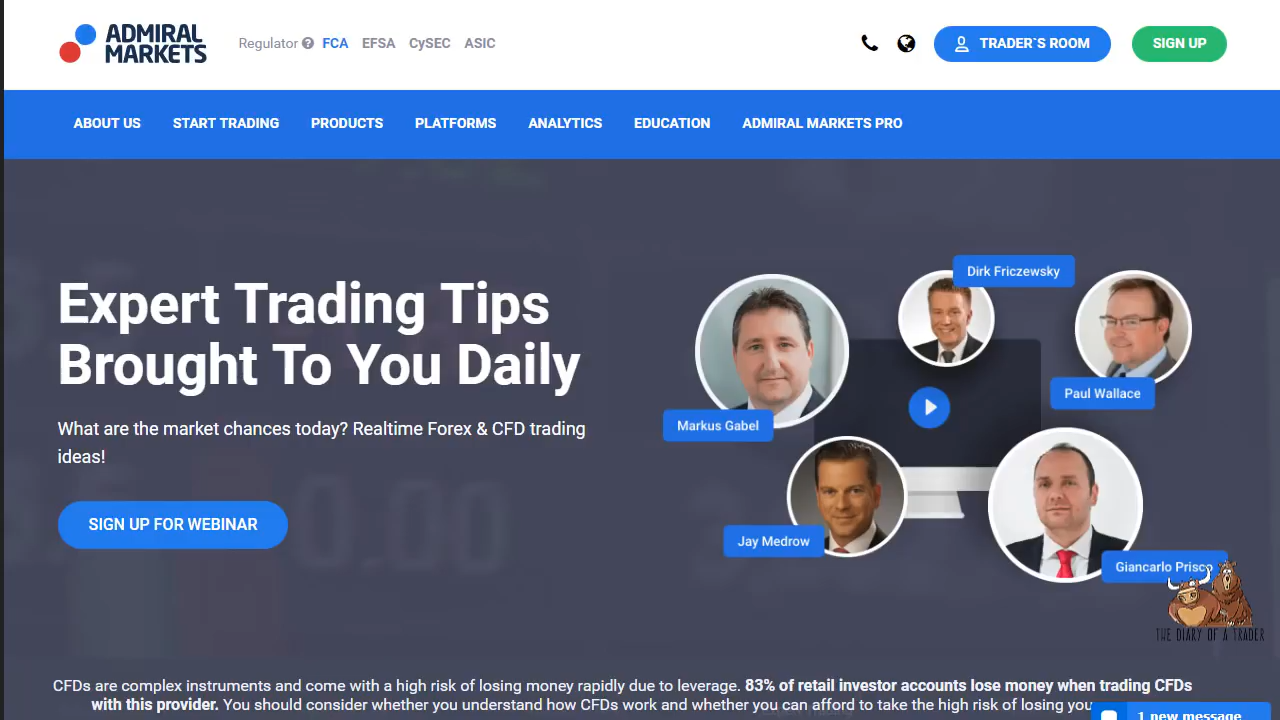 ADMIRAL
MARKETS
Regulator FCA EFSA CySEC ASIC
TRADER`S ROOM
SIGN UP
ABOUT US START TRADING PRODUCTS PLATFORMS ANALYTICS EDUCATION ADMIRAL MARKETS PRO
Expert Trading Tips
Brought To You Daily
What are the market chances today? Realtime Forex & CFD trading
ideas!
SIGN UP FOR WEBINAR
Dirk Friczewsky
Paul Wallace
Markus Gabel
Jay Medrow
Giancarlo Prisco
THE DIARY OF A TRADER
CFDs are complex instruments and come with a high risk of losing money rapidly due to leverage. 83% of retail investor accounts lose money when trading CFDs
with this provider. You should consider whether you understand how CFDs work and whether you can afford to take the high risk of losing
1 new message